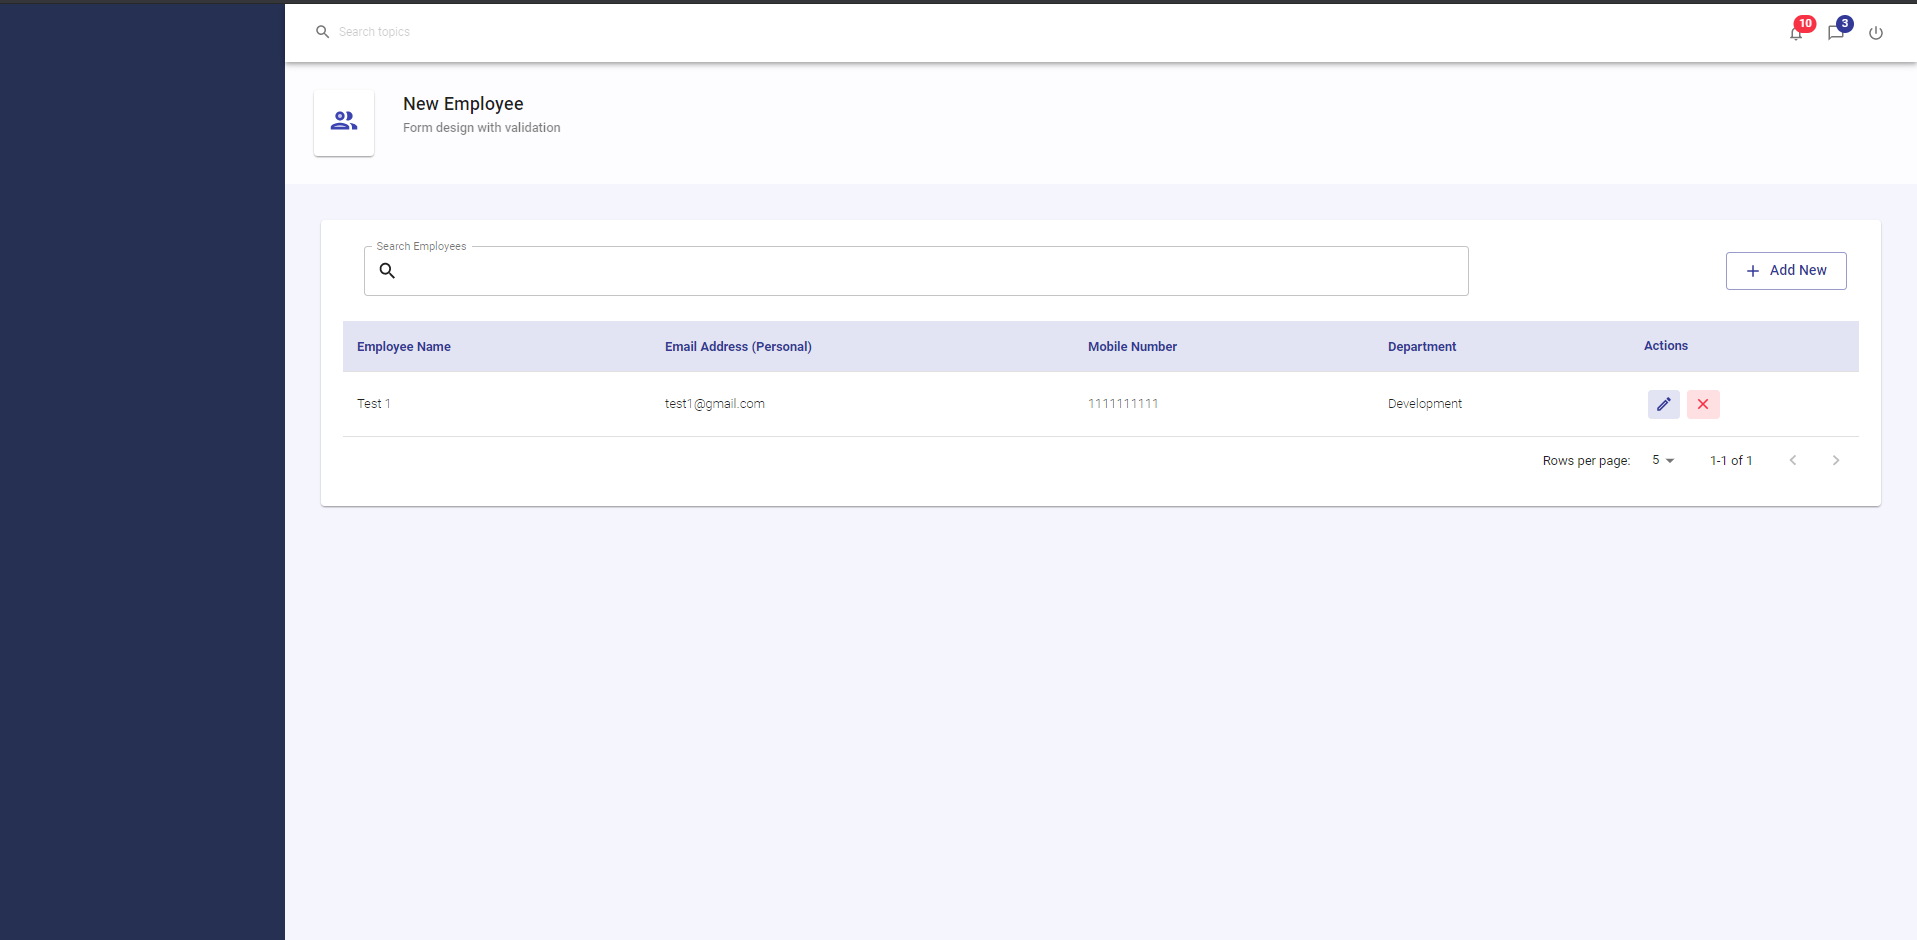 Search topics
10
3
New Employee
Form design with validation
Search Employees
Add New
Employee Name Email Address (Personal) Mobile Number Department Actions
Test 1 test1@gmail.com 1111111111 Development
Rows per page: 5 1-1 of 1